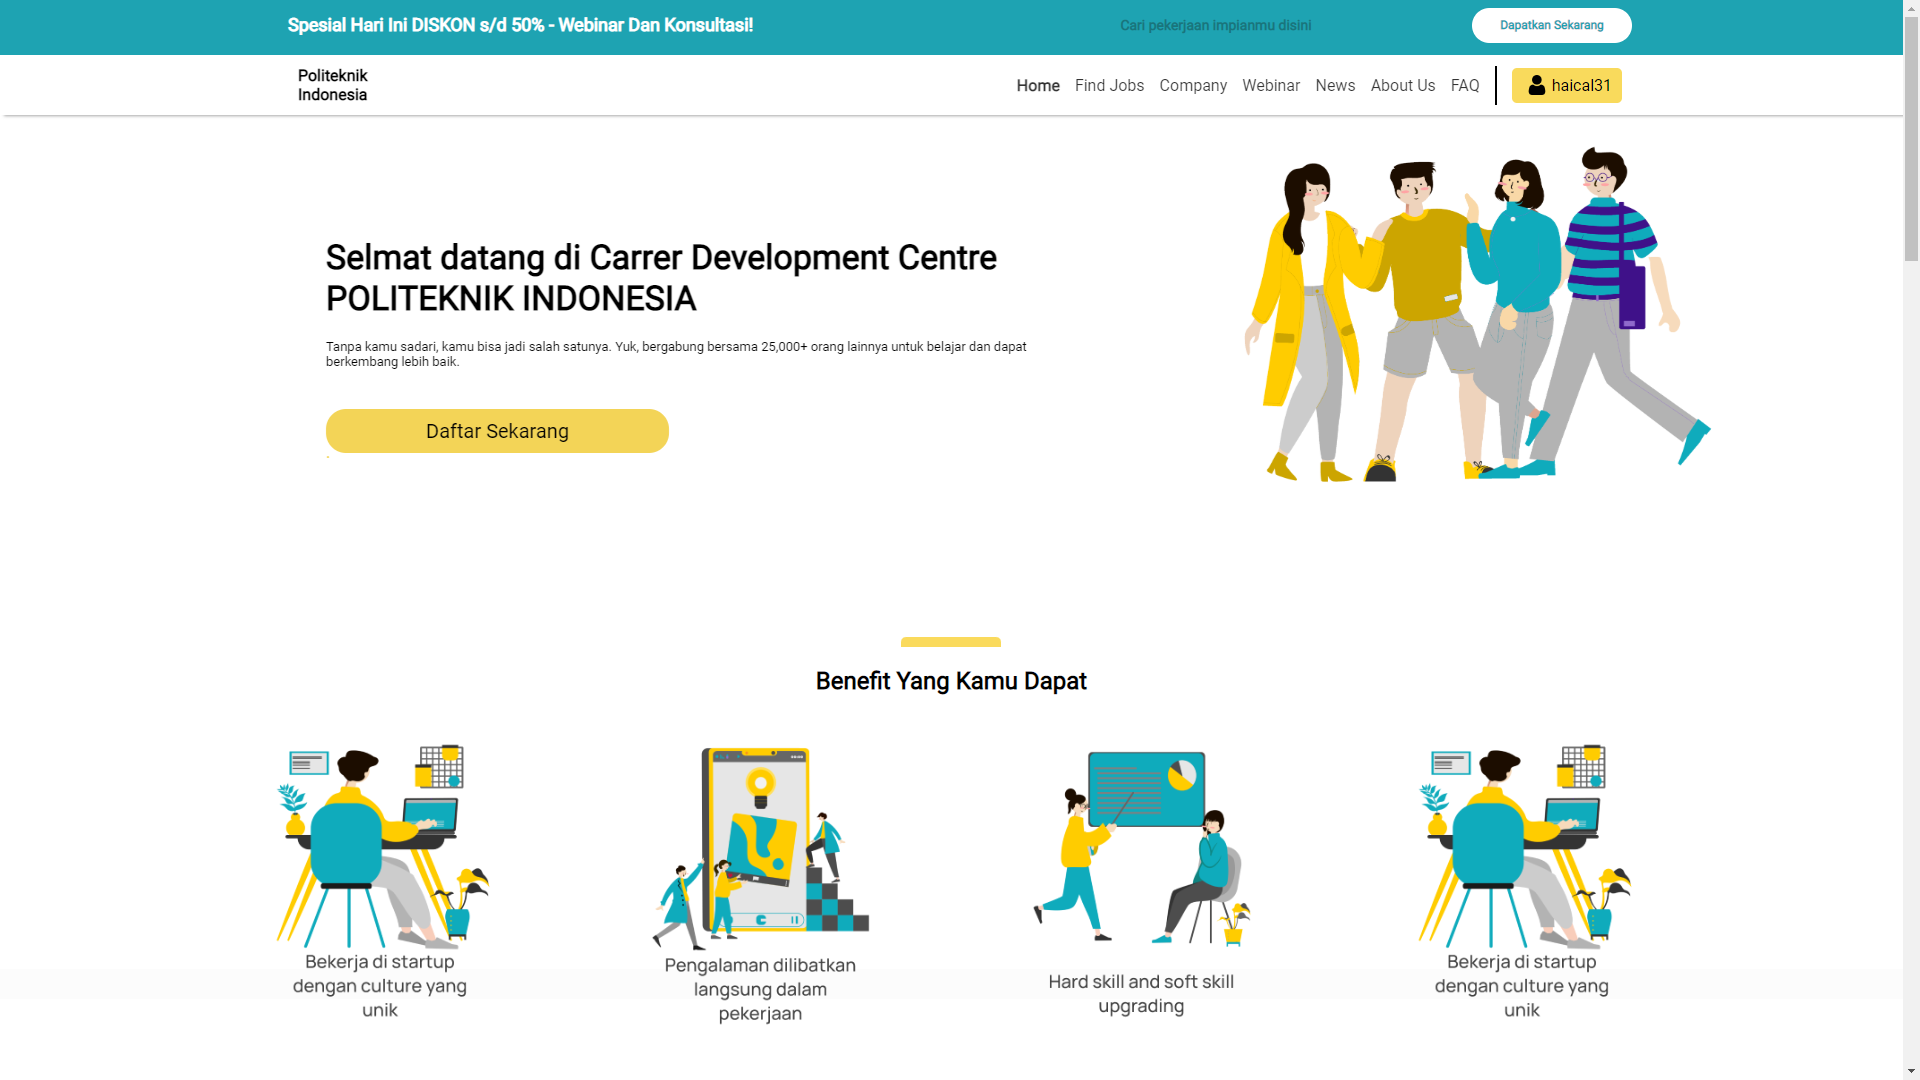 Spesial Hari Ini DISKON s/d 50% - Webinar Dan Konsultasi!
Cari pekerjaan impianmu disini
Dapatkan Sekarang
Politeknik
Indonesia
Home
Find Jobs
Company
Webinar
News
About Us
FAQ
haical31
Selmat datang di Carrer Development Centre
POLITEKNIK INDONESIA
Tanpa kamu sadari, kamu bisa jadi salah satunya. Yuk, bergabung bersama 25,000+ orang lainnya untuk belajar dan dapat
berkembang lebih baik.
Daftar Sekarang
Benefit Yang Kamu Dapat
Bekerja di startup
dengan culture yang
unik
Pengalaman dilibatkan
langsung dalam
pekerjaan
Hard skill and soft skill
upgrading
Bekerja di startup
dengan culture yang
unik